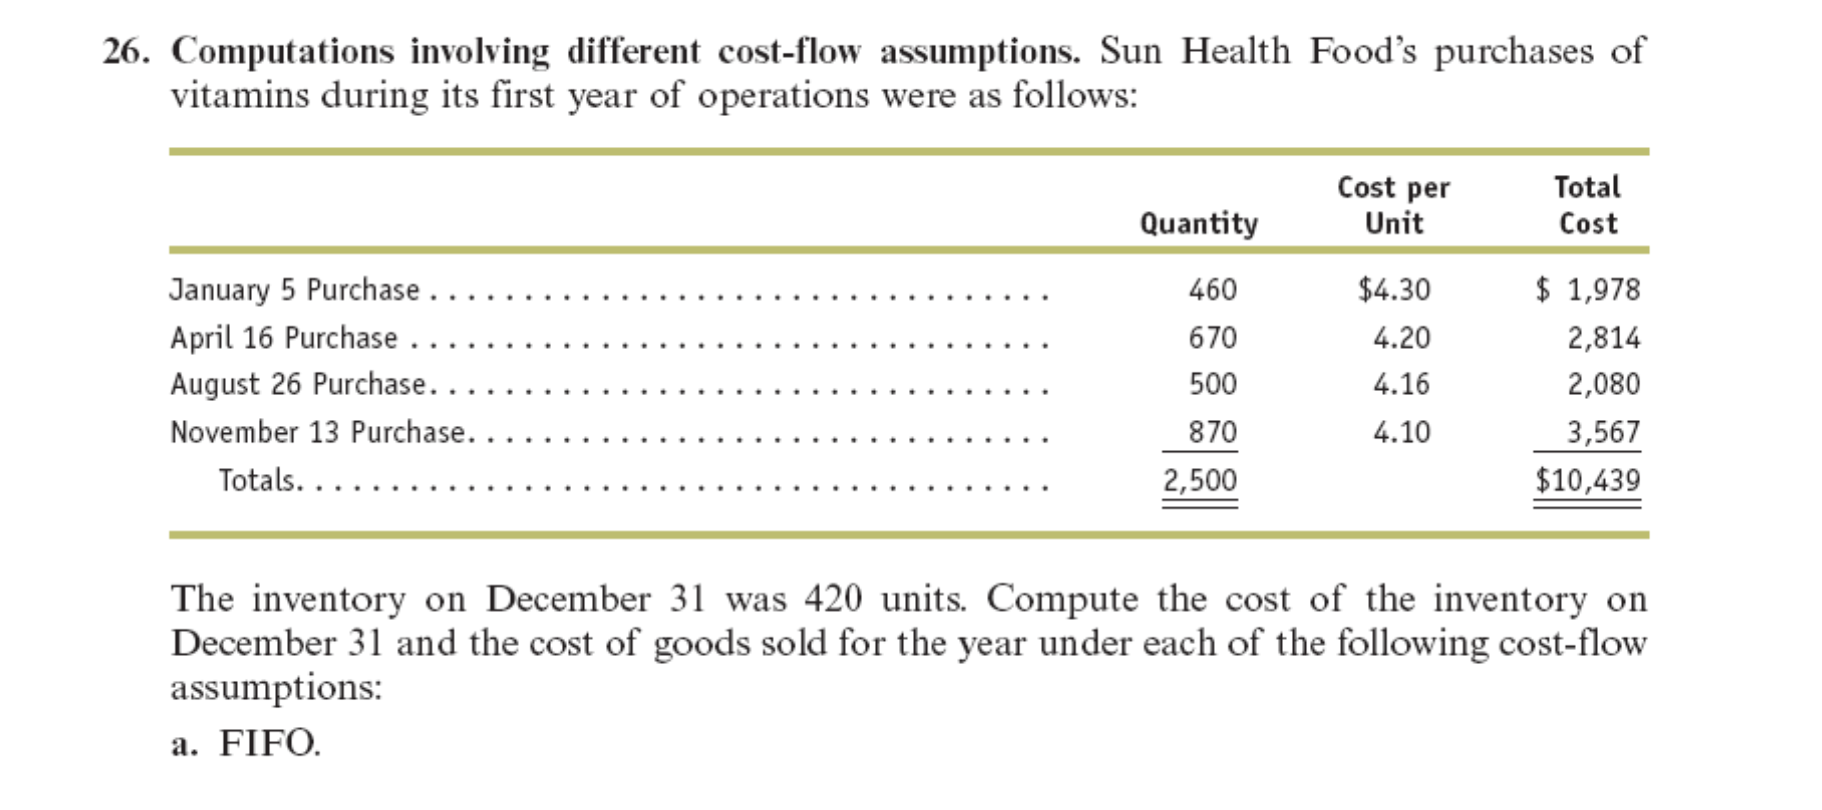 26. Computations involving different cost-flow assumptions. Sun Health Food's purchases of
vitamins during its first year of operations were as follows:
Quantity Cost per Unit Total Cost
January 5 Purchase . . . . . . . . . . . . . . . . . . . . . . . . . . . . . . . . . 460 $4.30 $ 1,978
April 16 Purchase . . . . . . . . . . . . . . . . . . . . . . . . . . . . . . . . . . 670 4.20 2,814
August 26 Purchase. . . . . . . . . . . . . . . . . . . . . . . . . . . . . . . . . 500 4.16 2,080
November 13 Purchase. . . . . . . . . . . . . . . . . . . . . . . . . . . . . . . 870 4.10 3,567
Totals. . . . . . . . . . . . . . . . . . . . . . . . . . . . . . . . . . . . . . . . 2,500 $10,439
The inventory on December 31 was 420 units. Compute the cost of the inventory on
December 31 and the cost of goods sold for the year under each of the following cost-flow
assumptions:
a. FIFO.